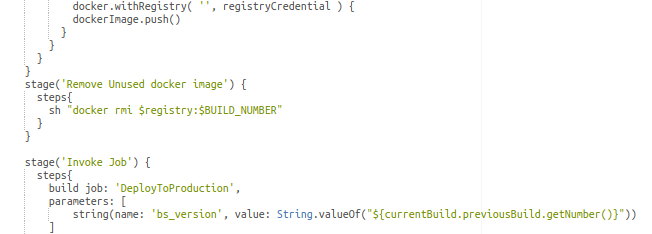 docker.withRegistry( '', registryCredential ) {
dockerImage.push()
}
}
}
}
stage('Remove Unused docker image') {
steps{
sh "docker rmi $registry:$BUILD_NUMBER"
}
}
stage('Invoke Job') {
steps{
build job: 'DeployToProduction',
parameters: [
string(name: 'bs_version', value: String.valueOf("${currentBuild.previousBuild.getNumber()}"))
]